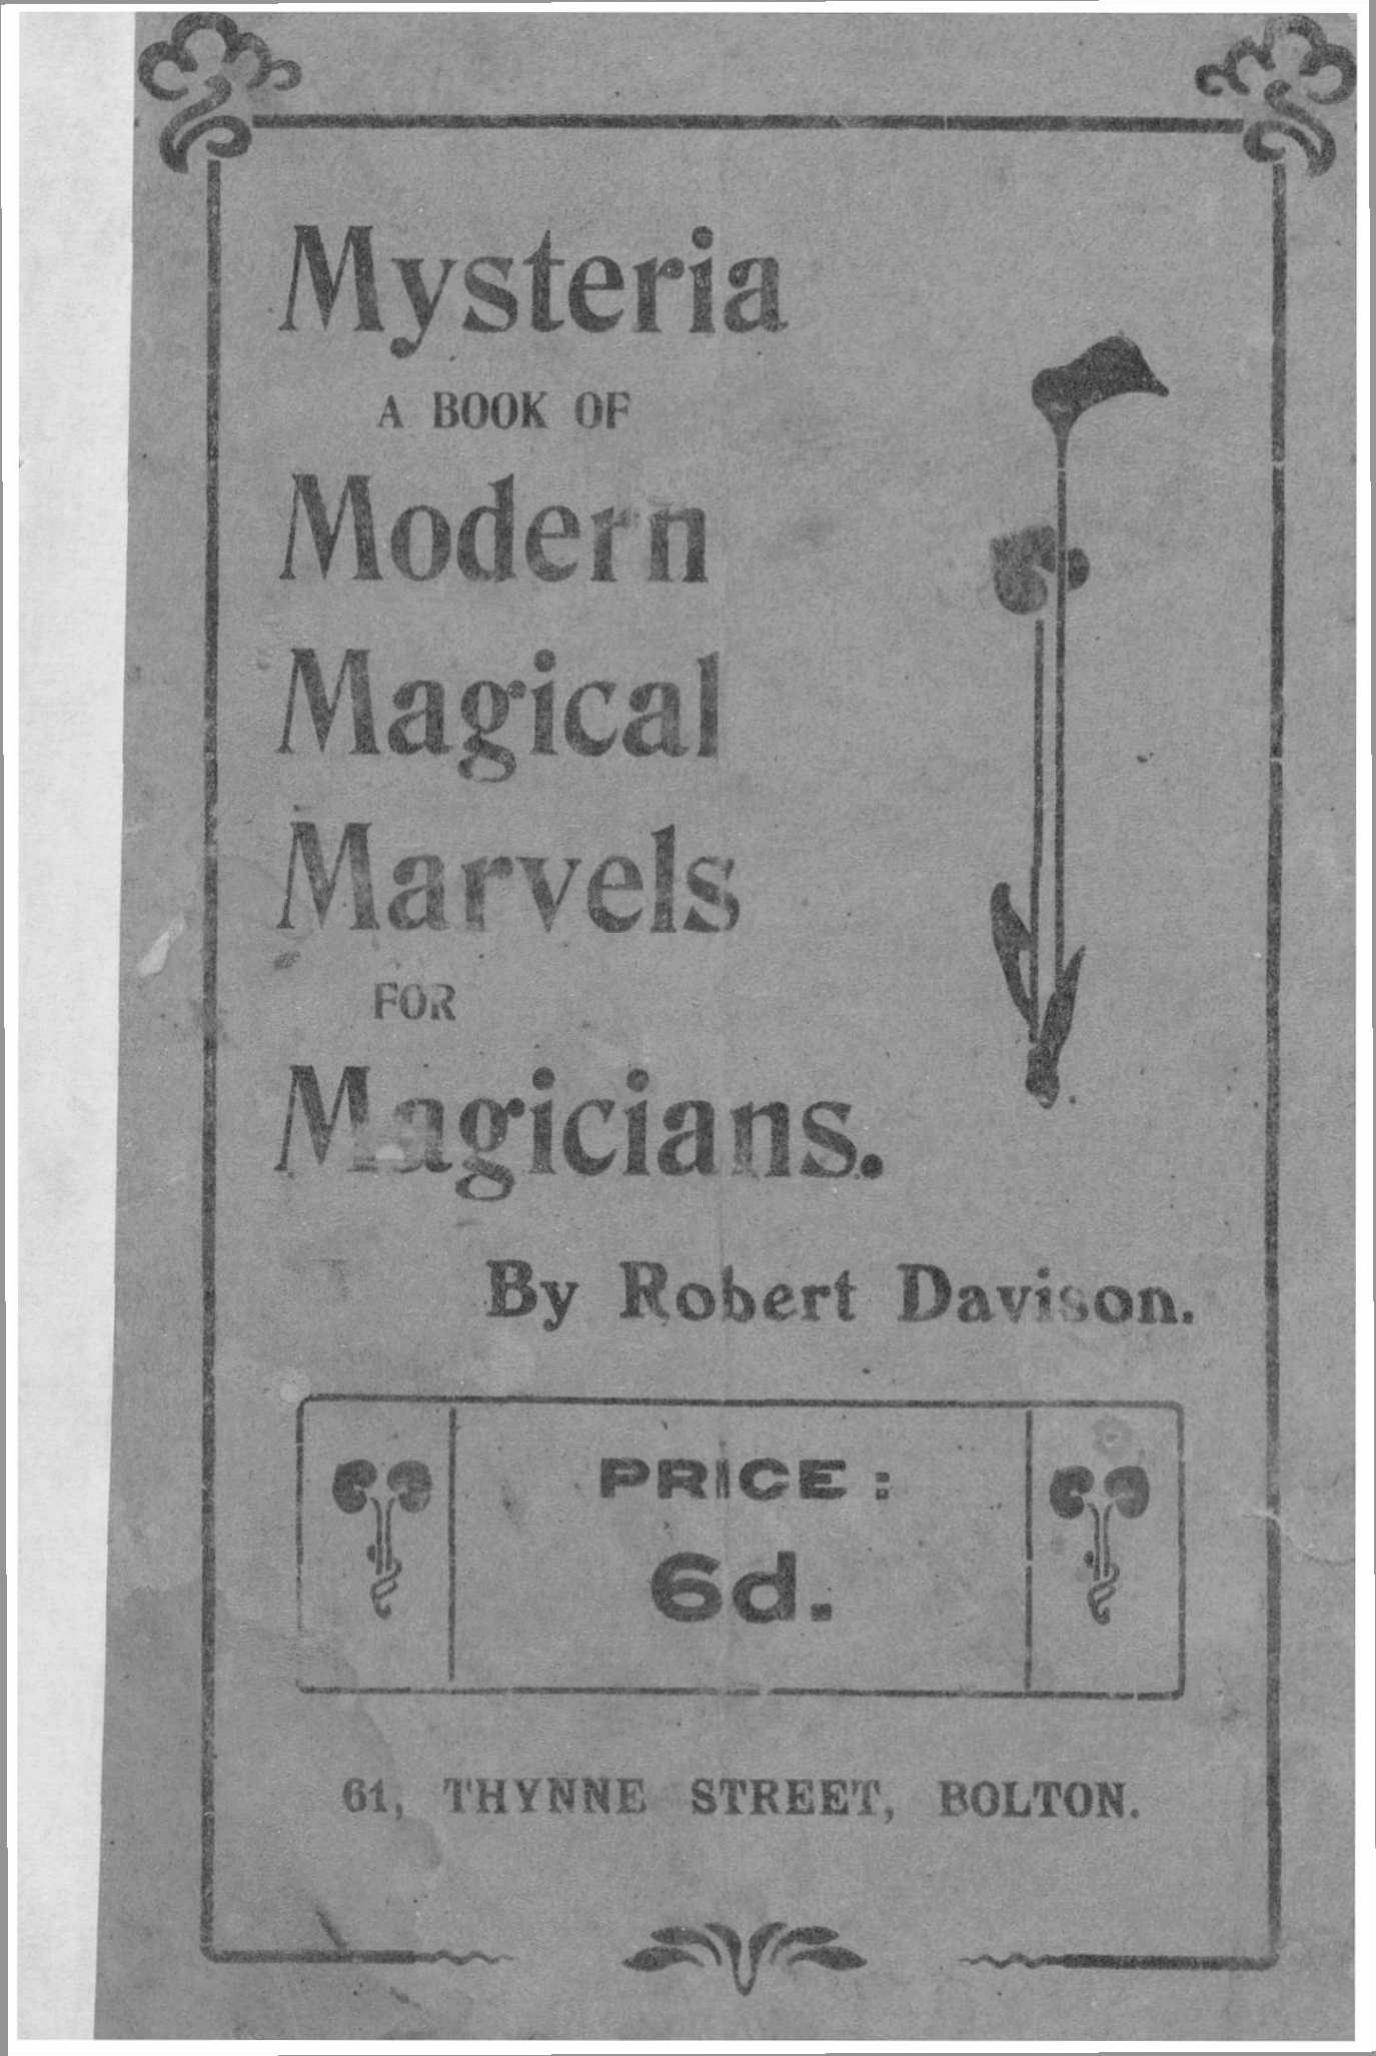 Mysteria
A BOOK OF
Modern
Magical
Marvels
FOR
Magicians.
By Robert Davison.
PRICE:
6d.
61, THYNNE STREET, BOLTON.